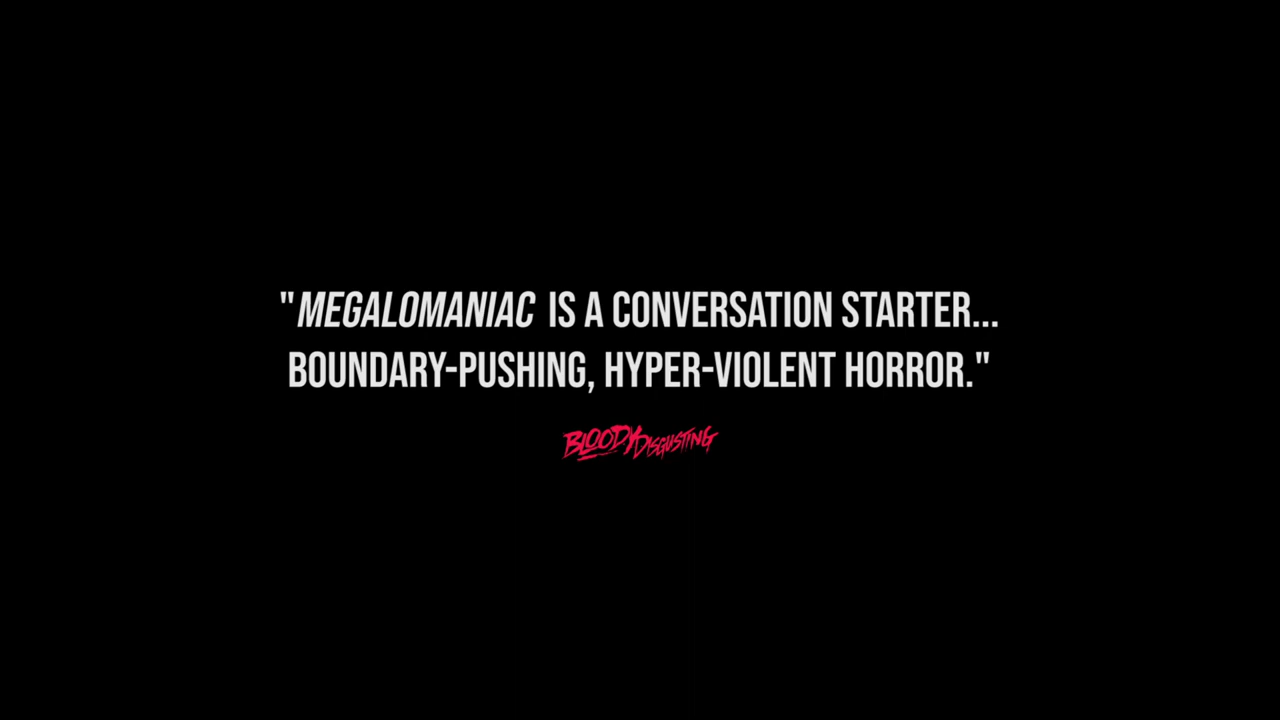 "MEGALOMANIAC IS A CONVERSATION STARTER...
BOUNDARY-PUSHING, HYPER-VIOLENT HORROR."
BLOODY DISGUSTING